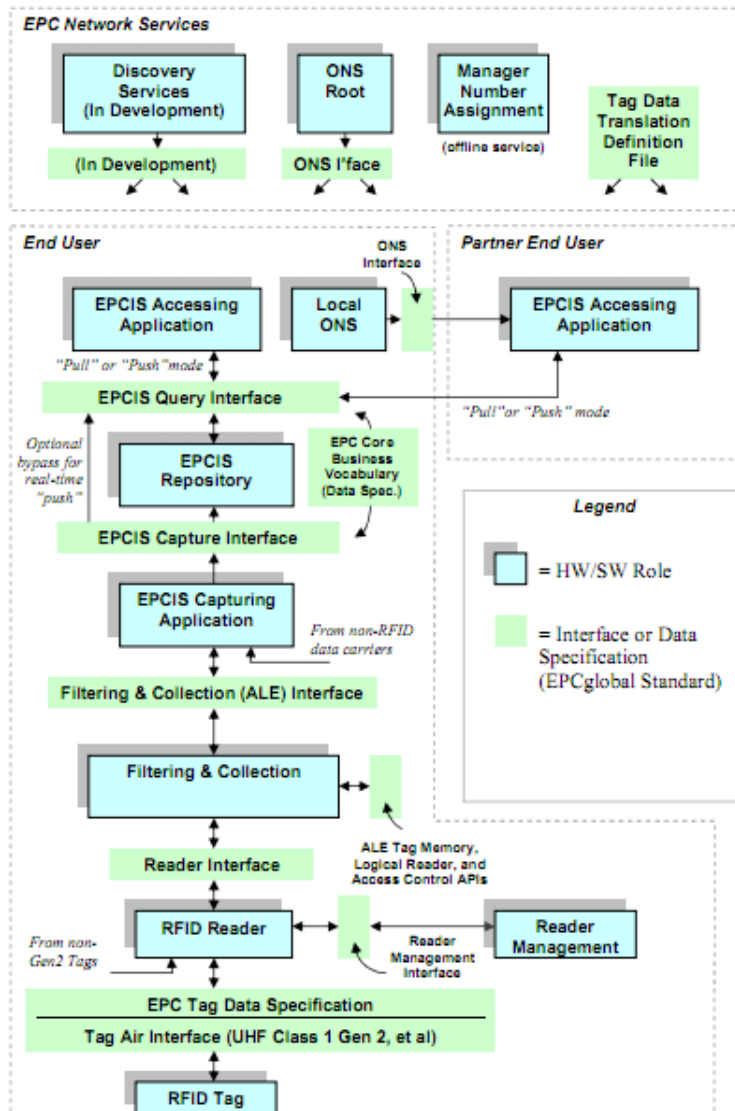 EPC Network Services
Discovery
Services
(In Development)
ONS
Root
Manager
Number
Assignment
(offline service)
Tag Data
Translation
Definition
File
(In Development)
ONS I'face
End User
ONS
Interface
Partner End User
EPCIS Accessing
Application
Local
ONS
EPCIS Accessing
Application
"Pull" or "Push"mode
EPCIS Query Interface
"Pull"or "Push" mode
Optional
bypass for
real-time
"push"
EPCIS
Repository
EPC Core
Business
Vocabulary
(Data Spec.)
EPCIS Capture Interface
Legend
= HW/SW Role
= Interface or Data
Specification
(EPCglobal Standard)
EPCIS Capturing
Application
From non-RFID
data carriers
Filtering & Collection (ALE) Interface
Filtering & Collection
ALE Tag Memory,
Logical Reader, and
Access Control APIs
Reader Interface
RFID Reader
From non-
Gen2 Tags
Reader
Management
Interface
Reader
Management
EPC Tag Data Specification
Tag Air Interface (UHF Class 1 Gen 2, et al)
RFID Tag